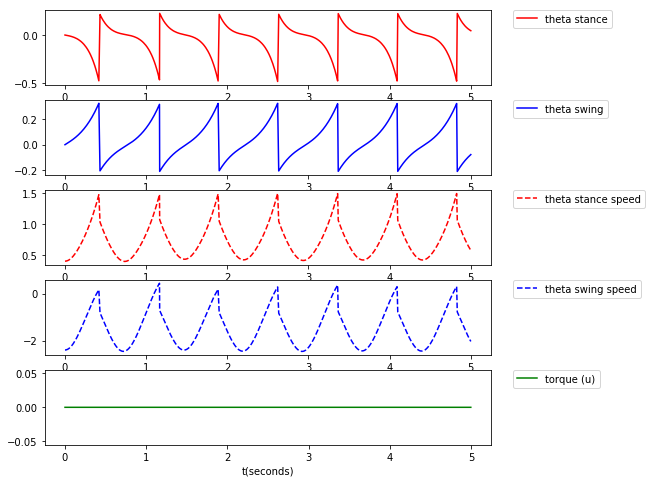 0.0
-0.5
0 1 2 3 4 5
theta stance
0.2
0.0
−0.2
0 1 2 3 4 5
theta swing
1.5
1.0
0.5
0 1 2 3 4 5
theta stance speed
0
−2
0 1 2 3 4 5
theta swing speed
0.05
0.00
−0.05
0 1 2 3 4 5
t(seconds)
torque (u)